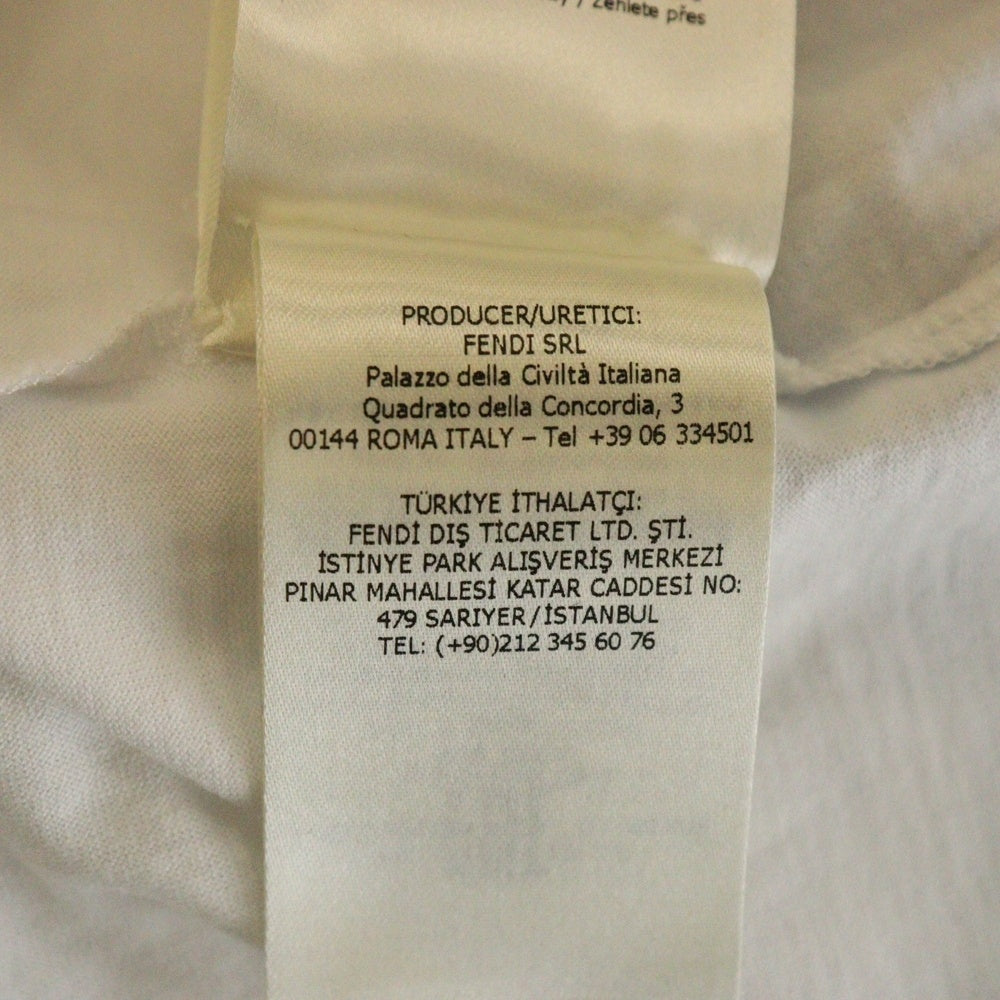 / Žehlete přes
PRODUCER/URETICI:
FENDI SRL
Palazzo della Civiltà Italiana
Quadrato della Concordia, 3
00144 ROMA ITALY – Tel +39 06 334501
TÜRKİYE İTHALATÇI:
FENDİ DIŞ TİCARET LTD. ŞTİ.
İSTİNYE PARK ALIŞVERİŞ MERKEZİ
PINAR MAHALLESİ KATAR CADDESİ NO:
479 SARIYER/İSTANBUL
TEL: (+90)212 345 60 76